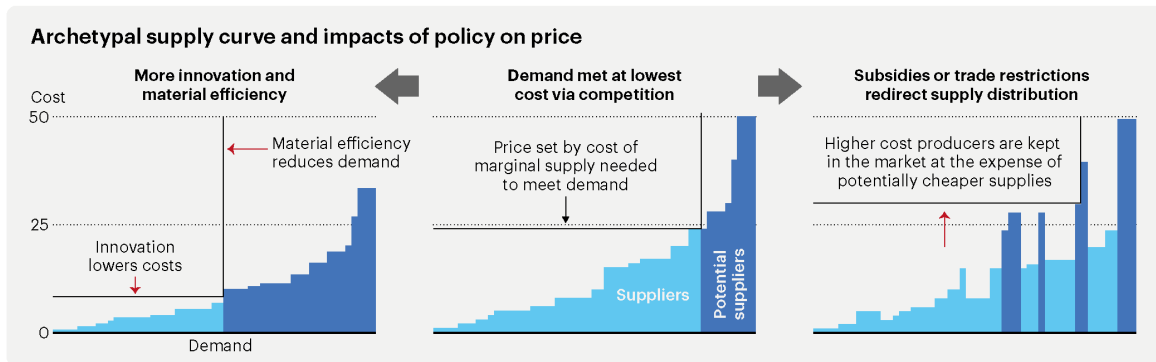 Archetypal supply curve and impacts of policy on price
More innovation and
material efficiency
Demand met at lowest
cost via competition
Subsidies or trade restrictions
redirect supply distribution
Cost
50
25
0
Material efficiency
reduces demand
Innovation
lowers costs
Demand
Price set by cost of
marginal supply needed
to meet demand
Suppliers
Potential
suppliers
Higher cost producers are kept
in the market at the expense of
potentially cheaper supplies